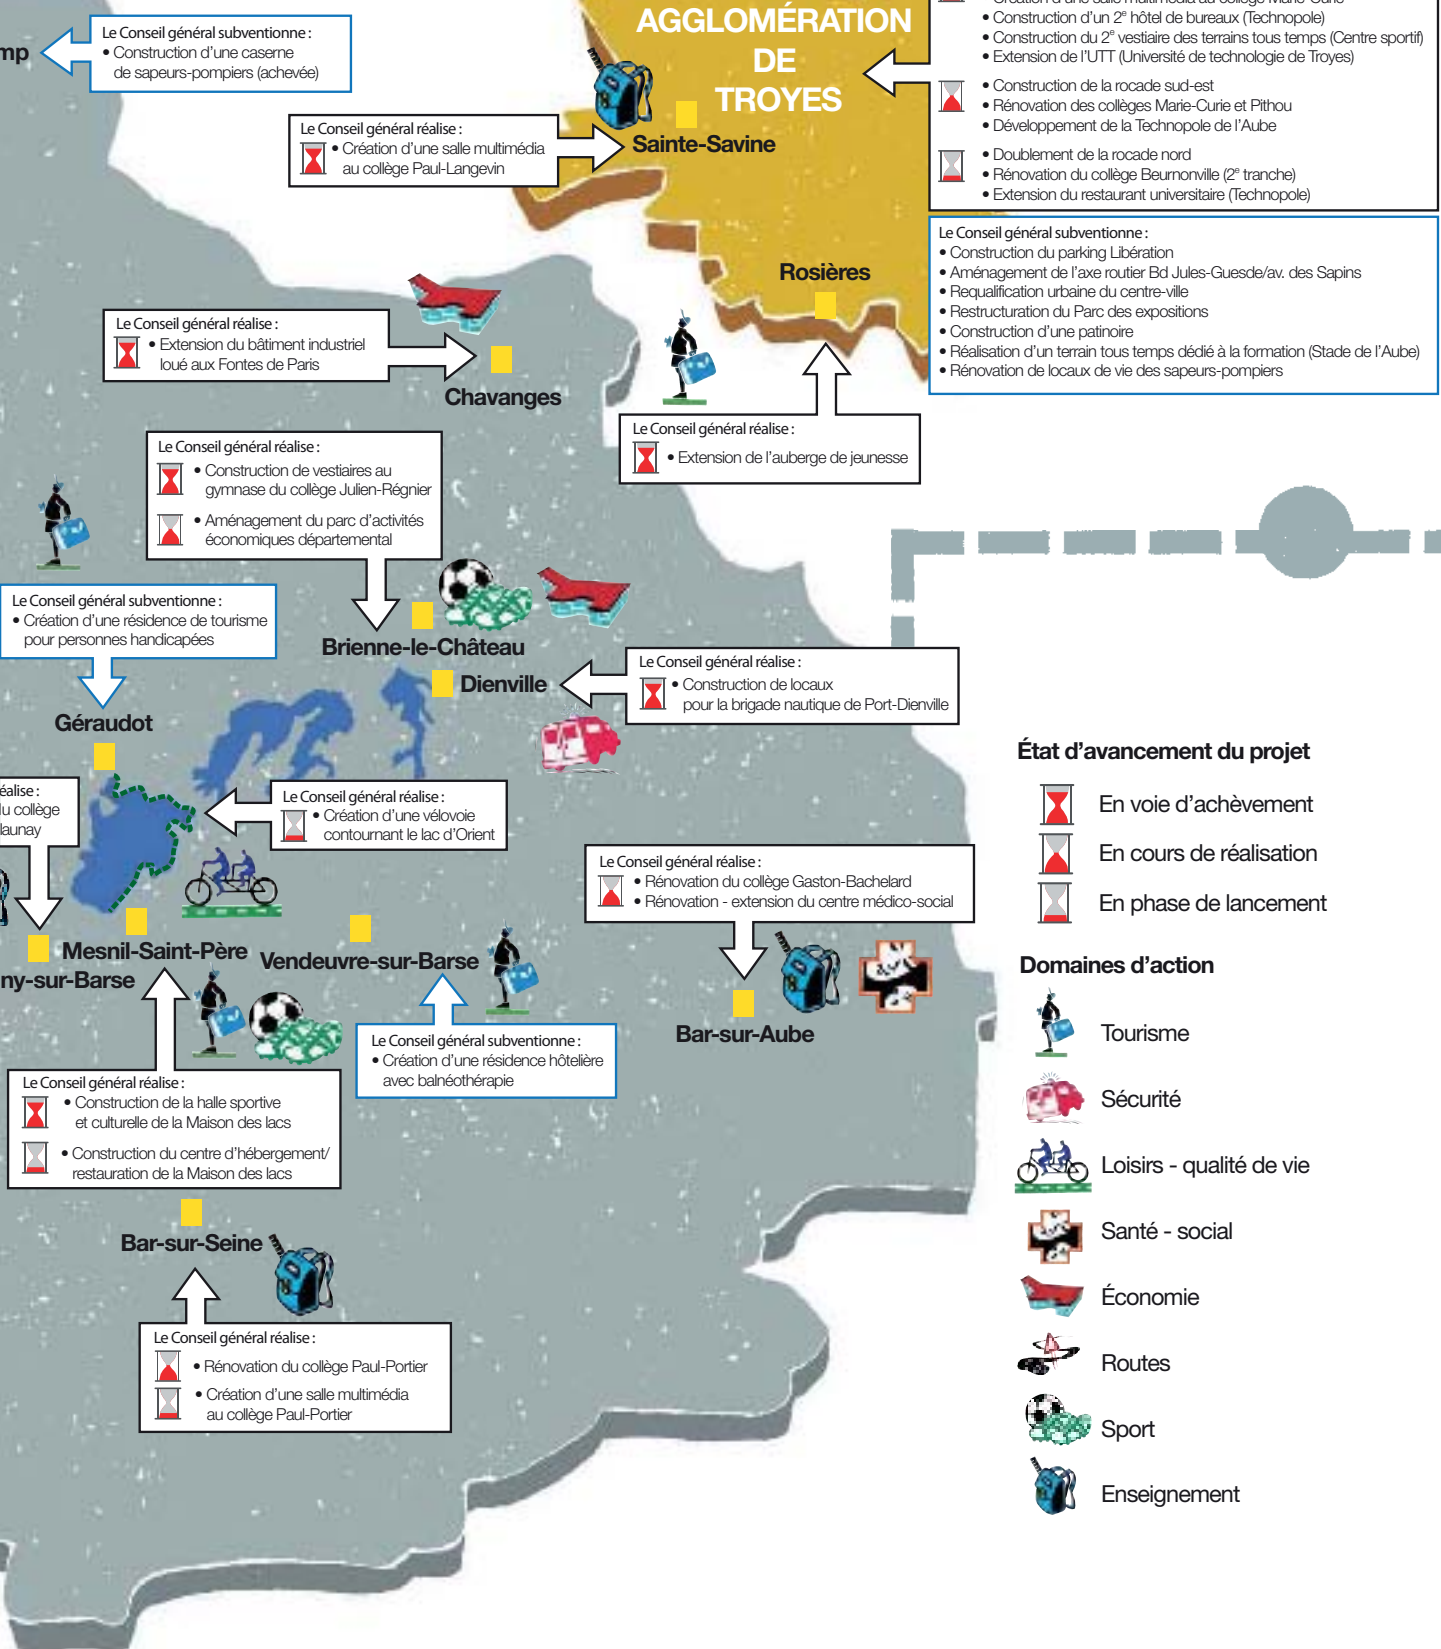 mp
Le Conseil général subventionne :
• Construction d'une caserne
de sapeurs-pompiers (achevée)
AGGLOMÉRATION
DE
TROYES
• Création d'une salle multimédia au collège Marie-Curie
• Construction d'un 2e hôtel de bureaux (Technopole)
• Construction du 2e vestiaire des terrains tous temps (Centre sportif)
• Extension de l'UTT (Université de technologie de Troyes)
• Construction de la rocade sud-est
• Rénovation des collèges Marie-Curie et Pithou
• Développement de la Technopole de l'Aube
• Doublement de la rocade nord
• Rénovation du collège Beurnonville (2e tranche)
• Extension du restaurant universitaire (Technopole)
Le Conseil général réalise :
• Création d'une salle multimédia
au collège Paul-Langevin
Sainte-Savine
Le Conseil général subventionne :
• Construction du parking Libération
• Aménagement de l'axe routier Bd Jules-Guesde/av. des Sapins
• Requalification urbaine du centre-ville
• Restructuration du Parc des expositions
• Construction d'une patinoire
• Réalisation d'un terrain tous temps dédié à la formation (Stade de l'Aube)
• Rénovation de locaux de vie des sapeurs-pompiers
Rosières
Le Conseil général réalise :
• Extension du bâtiment industriel
loué aux Fontes de Paris
Chavanges
Le Conseil général réalise :
• Extension de l'auberge de jeunesse
Le Conseil général réalise :
• Construction de vestiaires au
gymnase du collège Julien-Régnier
• Aménagement du parc d'activités
économiques départemental
Brienne-le-Château
Le Conseil général subventionne :
• Création d'une résidence de tourisme
pour personnes handicapées
Géraudot
Dienville
Le Conseil général réalise :
• Construction de locaux
pour la brigade nautique de Port-Dienville
éalise :
du collège
launay
Le Conseil général réalise :
• Création d'une vélovoie
contournant le lac d'Orient
Le Conseil général réalise :
• Rénovation du collège Gaston-Bachelard
• Rénovation - extension du centre médico-social
Mesnil-Saint-Père
ny-sur-Barse
Vendeuvre-sur-Barse
Bar-sur-Aube
Le Conseil général subventionne :
• Création d'une résidence hôtelière
avec balnéothérapie
Le Conseil général réalise :
• Construction de la halle sportive
et culturelle de la Maison des lacs
• Construction du centre d'hébergement/
restauration de la Maison des lacs
Bar-sur-Seine
Le Conseil général réalise :
• Rénovation du collège Paul-Portier
• Création d'une salle multimédia
au collège Paul-Portier
État d'avancement du projet
En voie d'achèvement
En cours de réalisation
En phase de lancement
Domaines d'action
Tourisme
Sécurité
Loisirs - qualité de vie
Santé - social
Économie
Routes
Sport
Enseignement